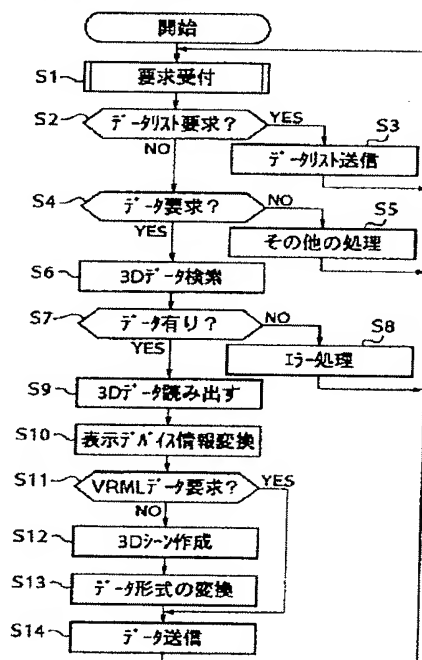 開始
S1
要求受付
S2
データリスト要求?
YES
S3
データリスト送信
NO
S4
データ要求?
NO
S5
その他の処理
YES
S6
3Dデータ検索
S7
データ有り?
NO
S8
エラー処理
YES
S9
3Dデータ読み出す
S10
表示デバイス情報変換
S11
VRMLデータ要求?
YES
NO
S12
3Dシーン作成
S13
データ形式の変換
S14
データ送信